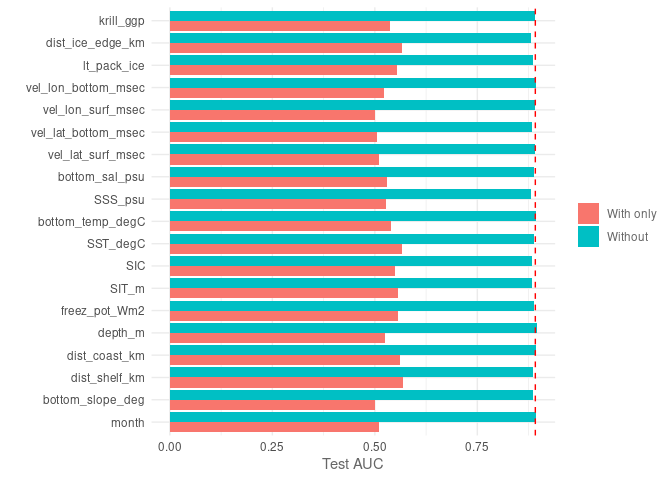 krill_ggp
dist_ice_edge_km
lt_pack_ice
vel_lon_bottom_msec
vel_lon_surf_msec
vel_lat_bottom_msec
vel_lat_surf_msec
bottom_sal_psu
SSS_psu
bottom_temp_degC
SST_degC
SIC
SIT_m
freez_pot_Wm2
depth_m
dist_coast_km
dist_shelf_km
bottom_slope_deg
month
0.00 0.25 0.50 0.75
Test AUC
With only
Without